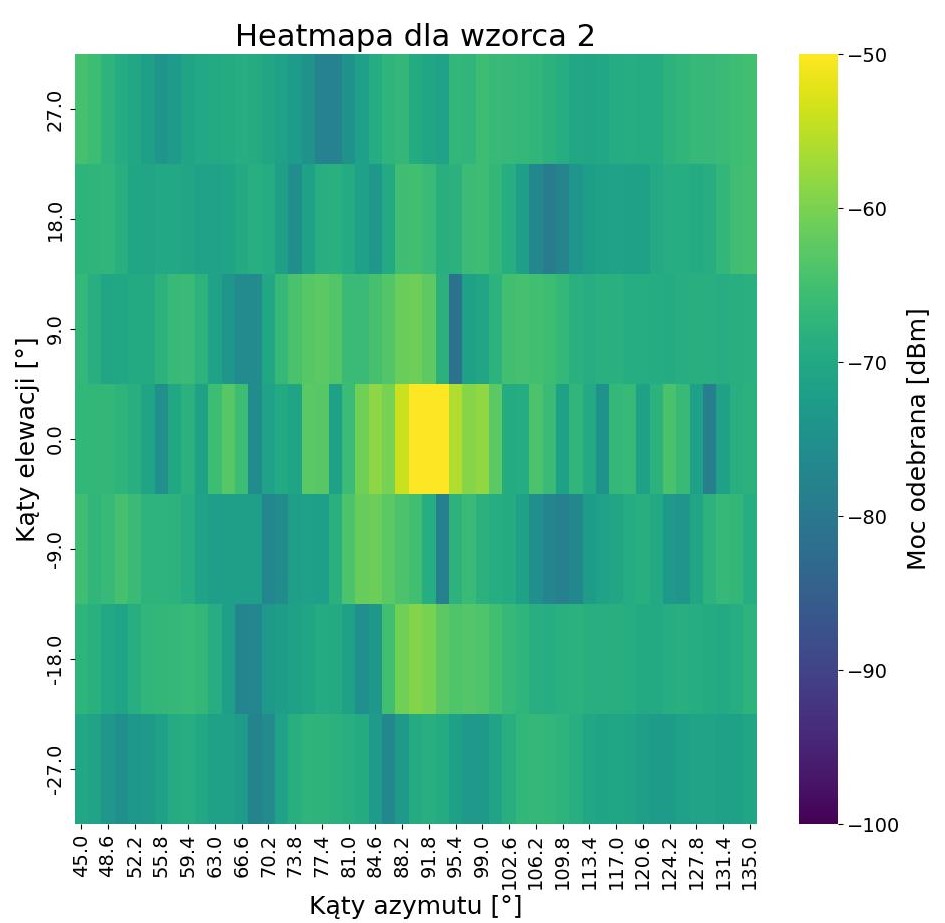 Heatmapa dla wzorca 2
Kąty elewacji [°]
27.0
18.0
9.0
0.0
-9.0
-18.0
-27.0
45.0 48.6 52.2 55.8 59.4 63.0 66.6 70.2 73.8 77.4 81.0 84.6 88.2 91.8 95.4 99.0 102.6 106.2 109.8 113.4 117.0 120.6 124.2 127.8 131.4 135.0
Kąty azymutu [°]
−50
−60
−70
−80
−90
−100
Moc odebrana [dBm]